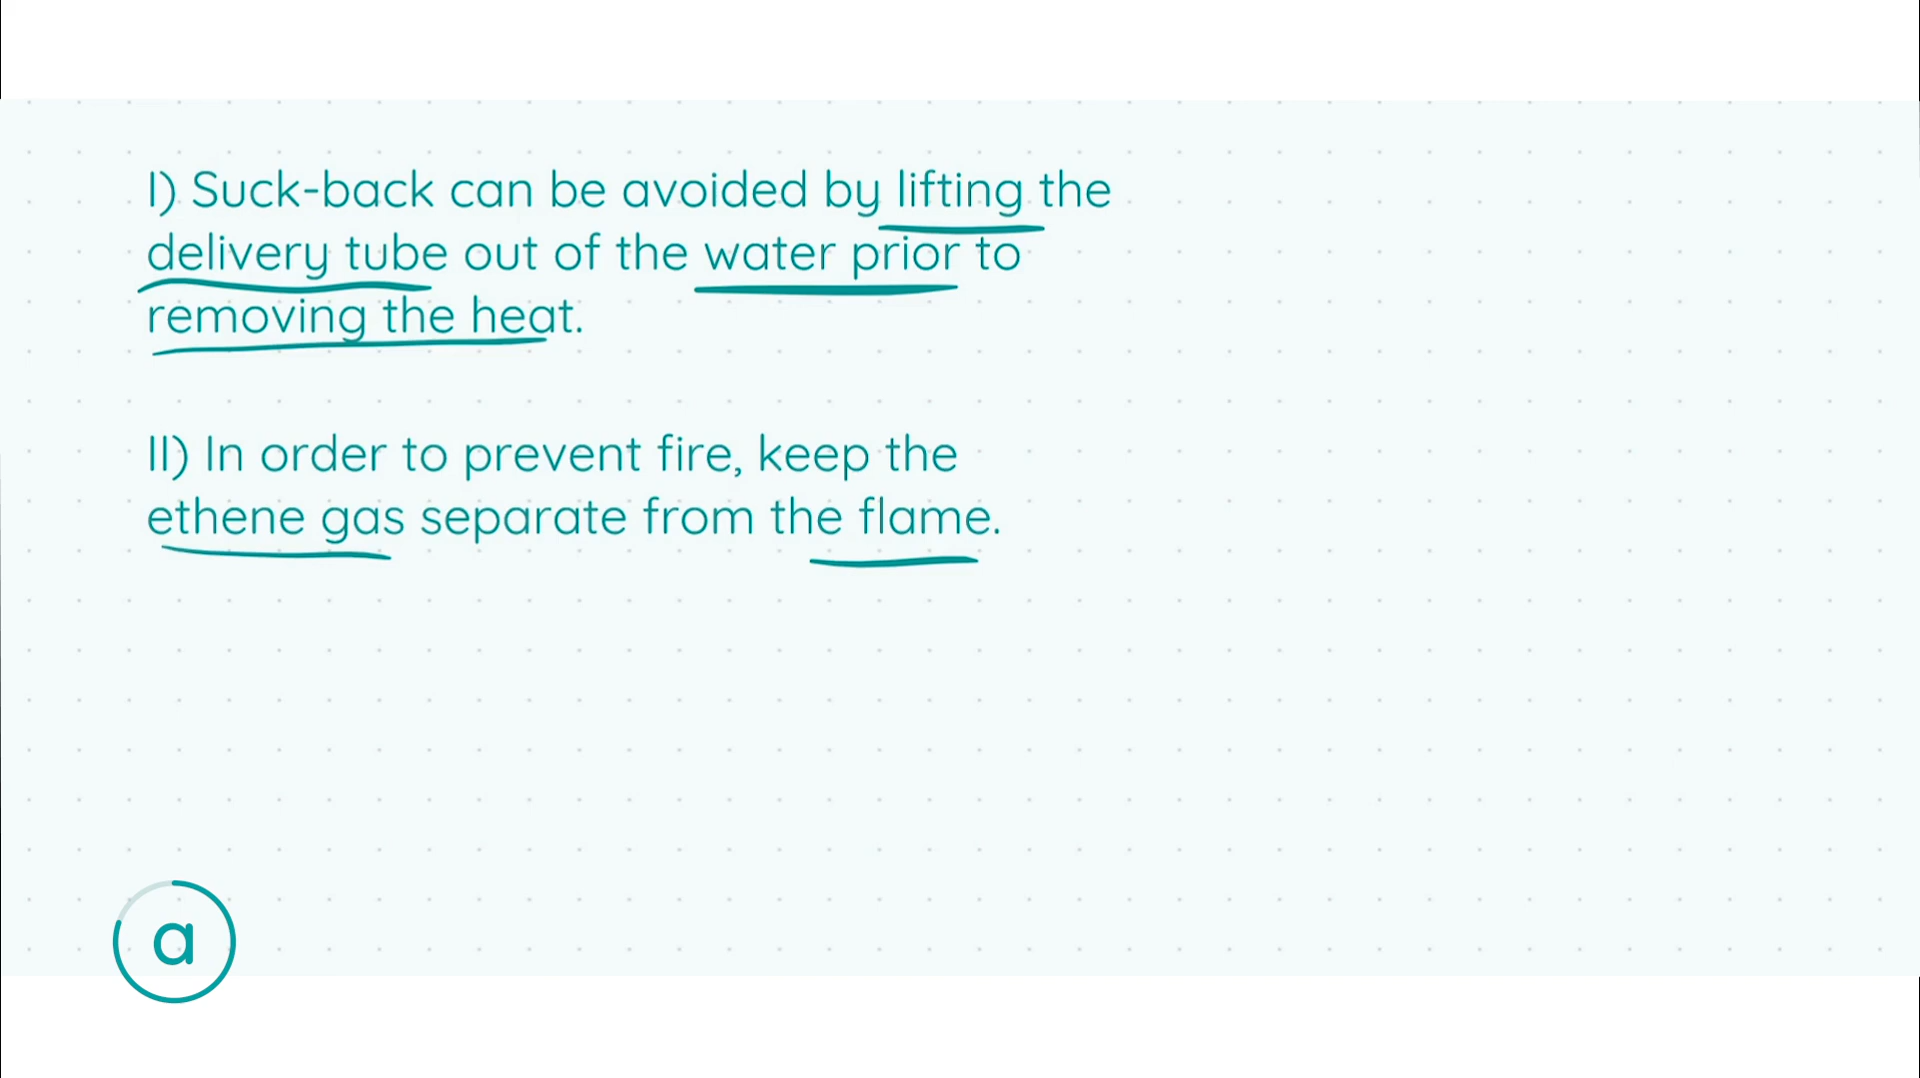 I) Suck-back can be avoided by lifting the
delivery tube out of the water prior to
removing the heat.
II) In order to prevent fire, keep the
ethene gas separate from the flame.
a